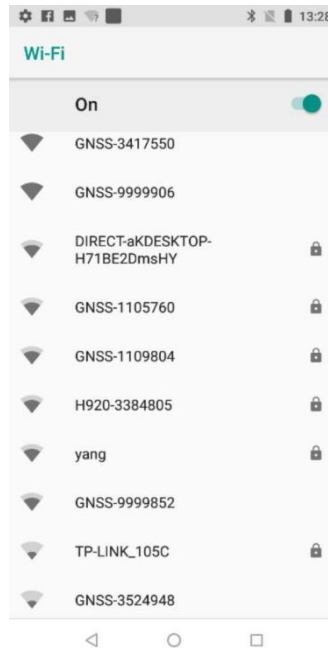 13:28
Wi-Fi
On
GNSS-3417550
GNSS-9999906
DIRECT-aKDESKTOP-
H71BE2DmsHY
GNSS-1105760
GNSS-1109804
H920-3384805
yang
GNSS-9999852
TP-LINK_105C
GNSS-3524948